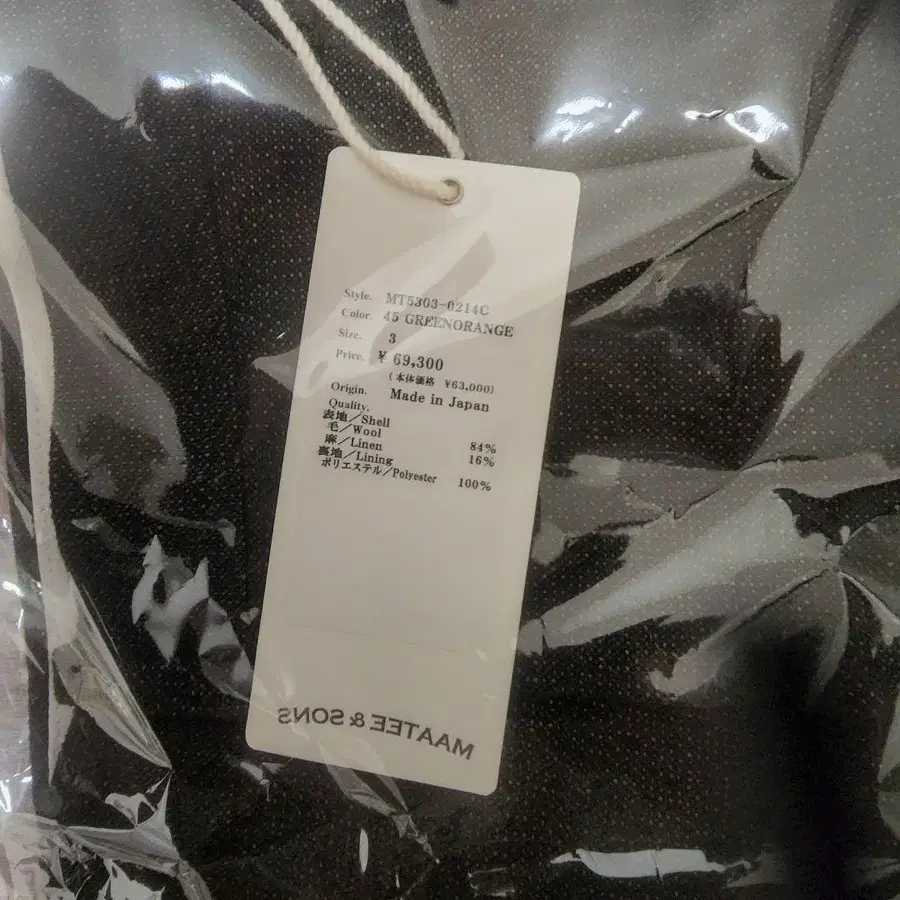 Style. MT5303-0214C
Color. 45 GREENORANGE
Size. 3
Price. ¥ 69,300
(本体価格 ¥63,000)
Origin. Made in Japan
Quality.
表地/Shell
毛/Wool 84%
麻/Linen 16%
裏地/Lining
ポリエステル/Polyester 100%
MAATEE & SONS